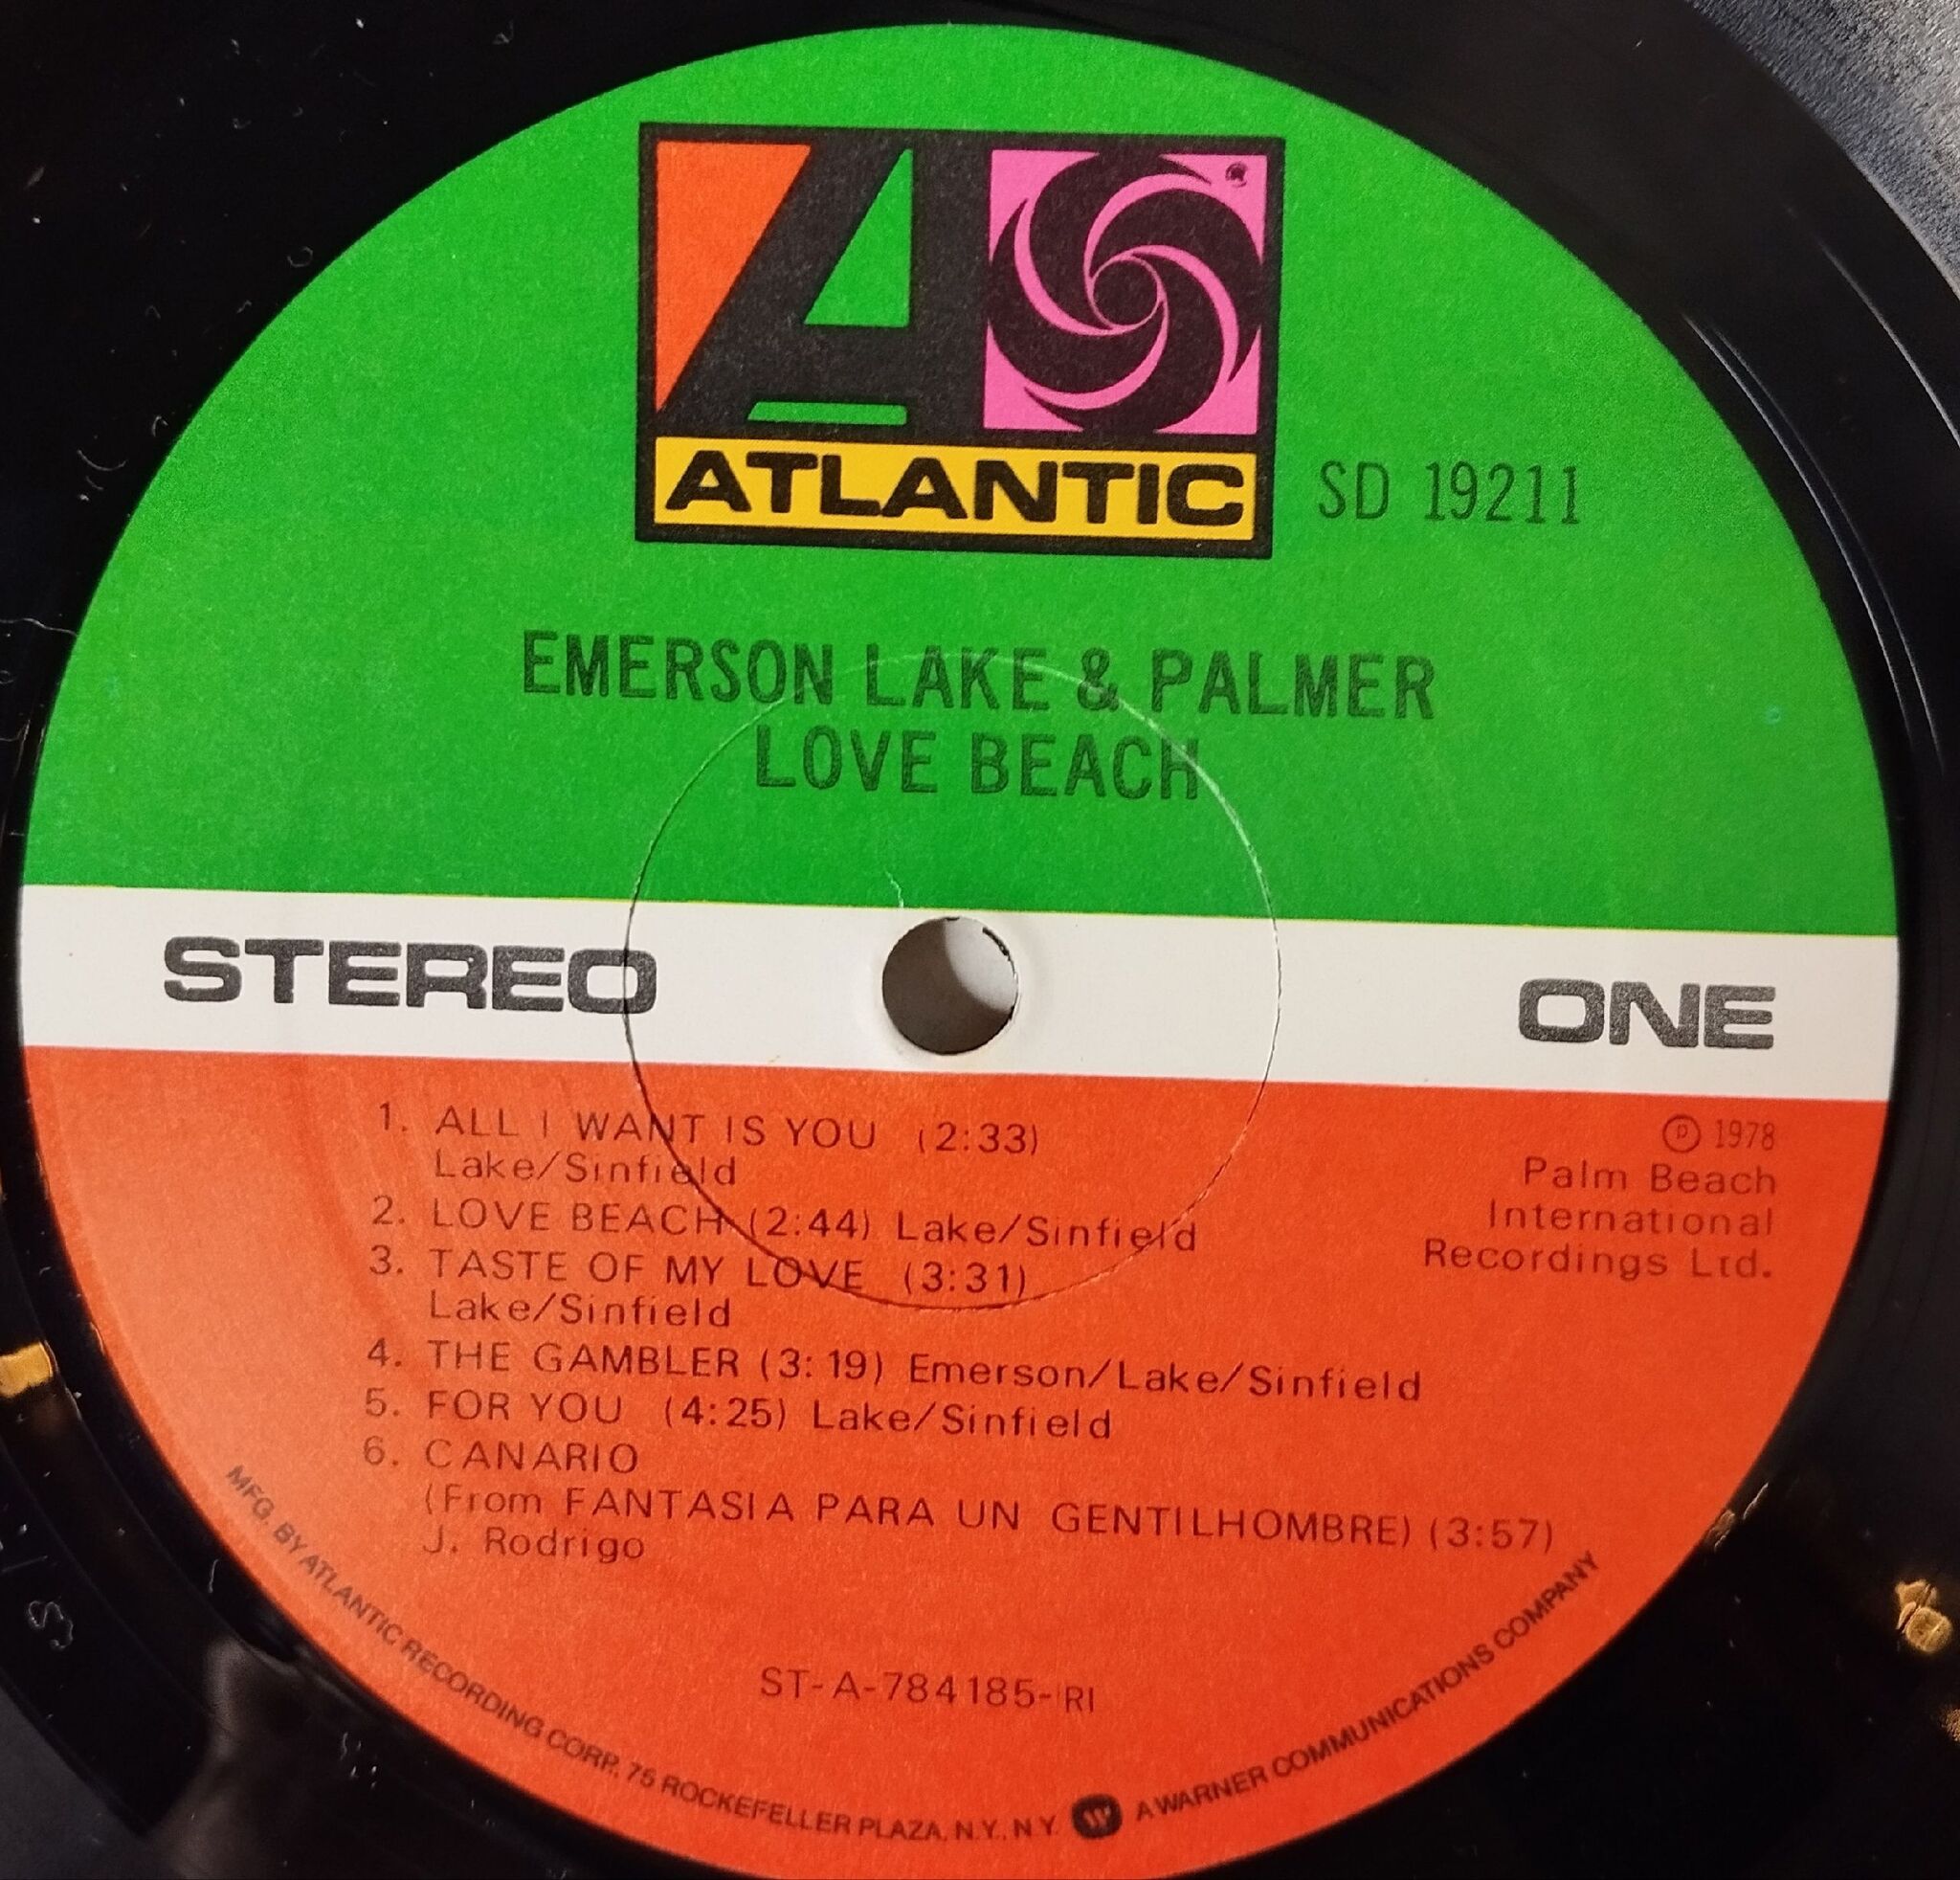 ATLANTIC
SD 19211
EMERSON LAKE & PALMER
LOVE BEACH
STEREO
ONE
1. ALL I WANT IS YOU (2:33)
Lake/Sinfield
2. LOVE BEACH (2:44) Lake/Sinfield
3. TASTE OF MY LOVE (3:31)
Lake/Sinfield
4. THE GAMBLER (3:19) Emerson/Lake/Sinfield
5. FOR YOU (4:25) Lake/Sinfield
6. CANARIO
(From FANTASIA PARA UN GENTILHOMBRE) (3:57)
J. Rodrigo
Ⓟ 1978
Palm Beach
International
Recordings Ltd.
ST-A-784185-RI
MFG. BY ATLANTIC RECORDING CORP., 75 ROCKEFELLER PLAZA, N.Y., N.Y. W A WARNER COMMUNICATIONS COMPANY